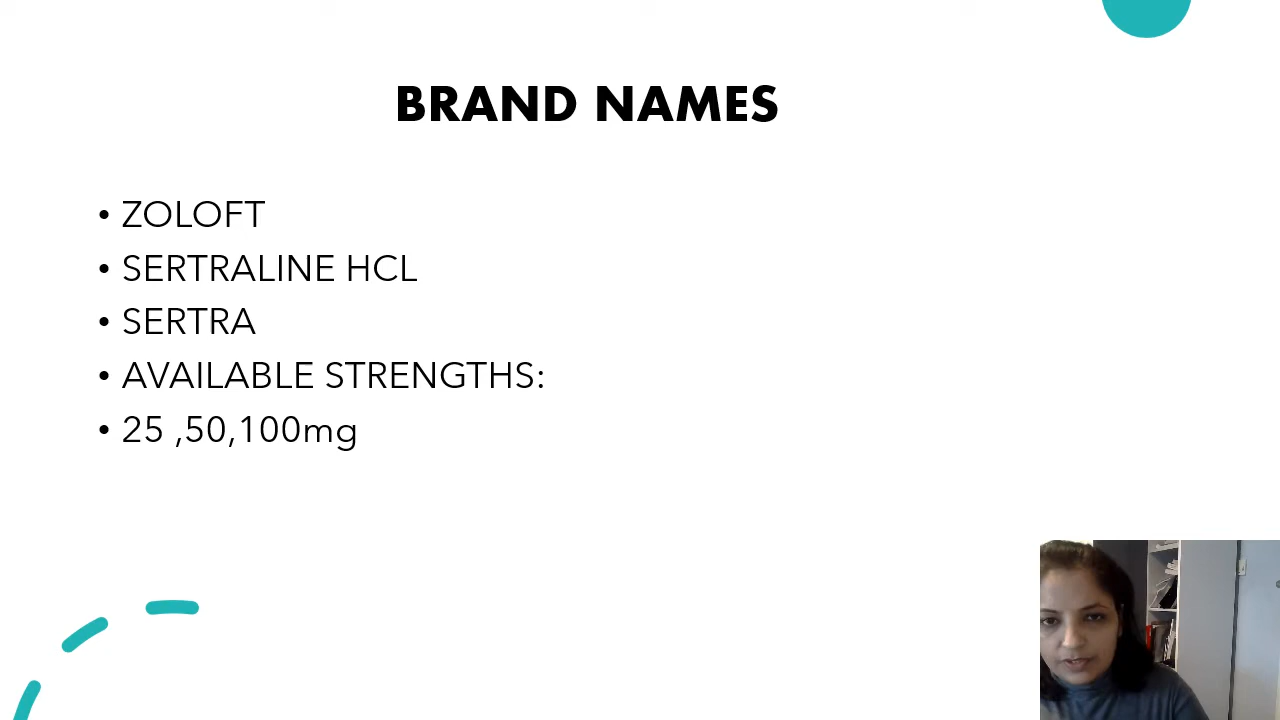 BRAND NAMES
• ZOLOFT
• SERTRALINE HCL
• SERTRA
• AVAILABLE STRENGTHS:
• 25 ,50,100mg